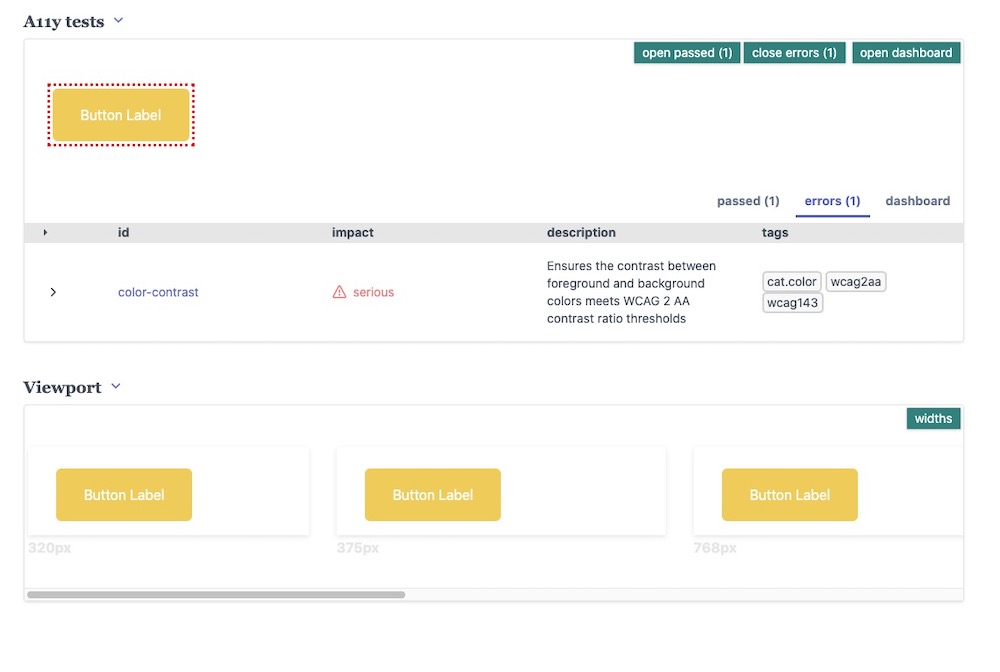 A11y tests
open passed (1) close errors (1) open dashboard
Button Label
passed (1) errors (1) dashboard
id impact description tags
color-contrast serious Ensures the contrast between
foreground and background
colors meets WCAG 2 AA
contrast ratio thresholds
cat.color wcag2aa
wcag143
Viewport
widths
Button Label Button Label Button Label
320px 375px 768px